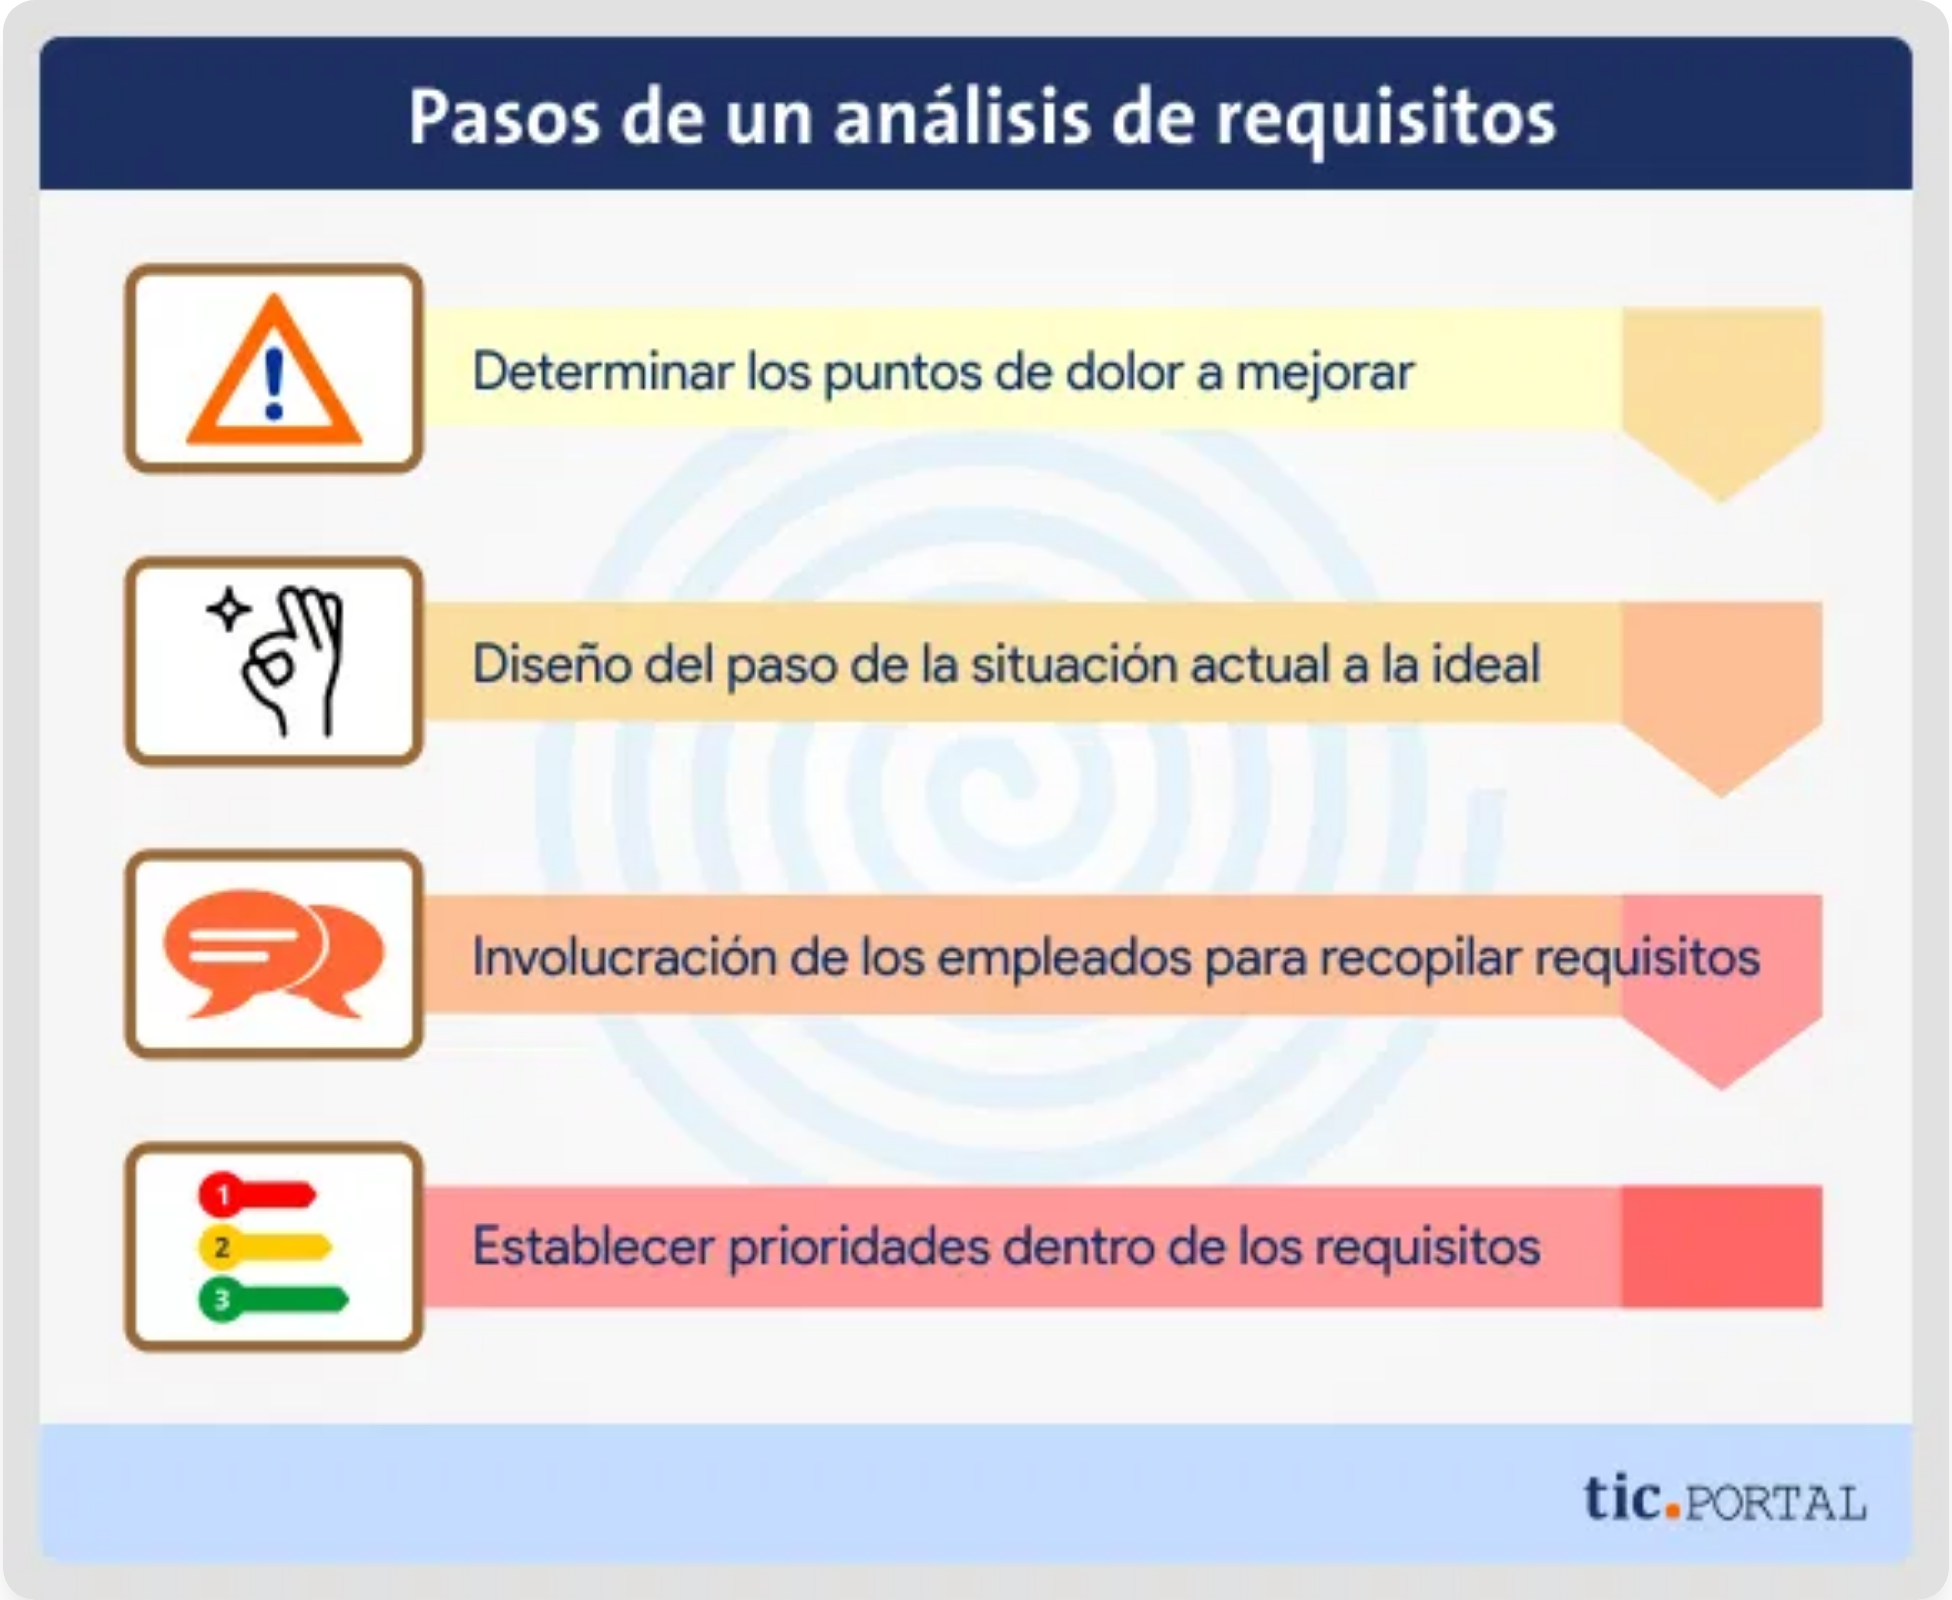 Pasos de un análisis de requisitos
Determinar los puntos de dolor a mejorar
Diseño del paso de la situación actual a la ideal
Involucración de los empleados para recopilar requisitos
1
2
3
Establecer prioridades dentro de los requisitos
tic.PORTAL